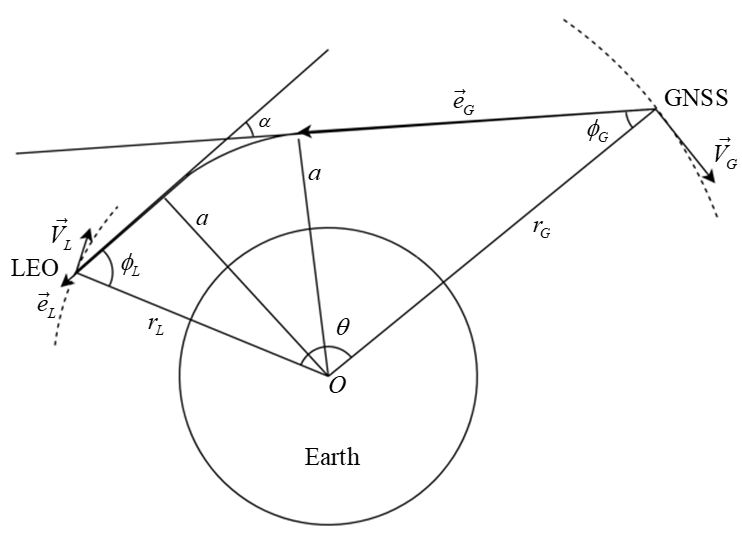 GNSS
e⃗_G
α
ϕ_G
V⃗_G
a
a
r_G
V⃗_L
LEO
ϕ_L
e⃗_L
r_L
θ
O
Earth